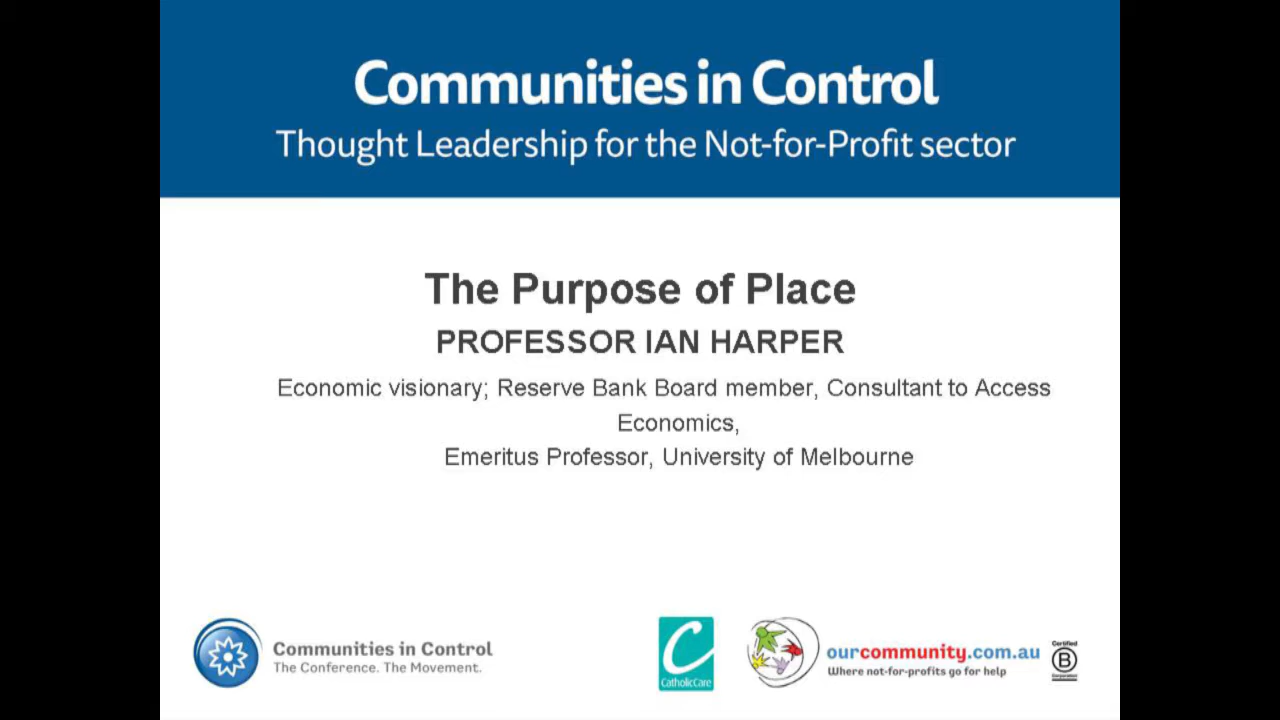 Communities in Control
Thought Leadership for the Not-for-Profit sector
The Purpose of Place
PROFESSOR IAN HARPER
Economic visionary; Reserve Bank Board member, Consultant to Access
Economics,
Emeritus Professor, University of Melbourne
Communities in Control
The Conference. The Movement.
C
CatholicCare
ourcommunity.com.au
Where not-for-profits go for help
Certified
B
Corporation